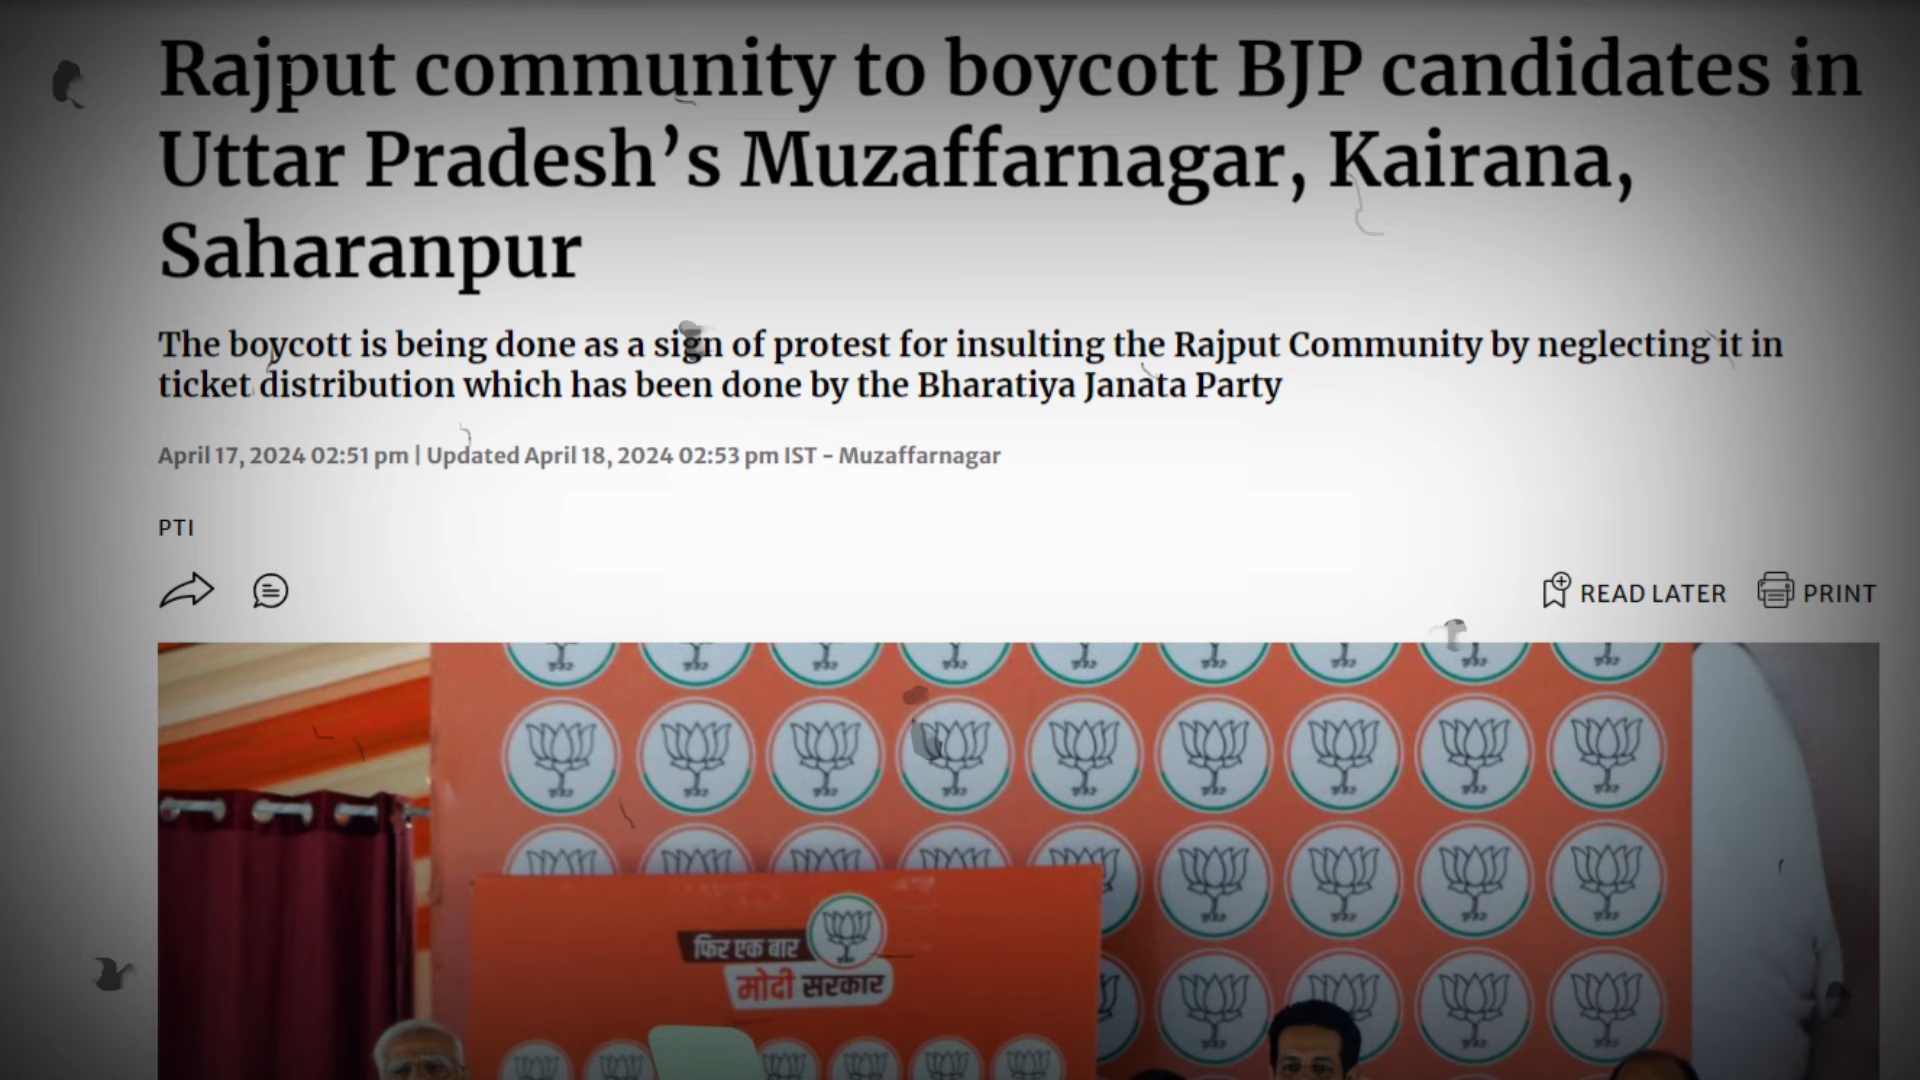 Rajput community to boycott BJP candidates in
Uttar Pradesh’s Muzaffarnagar, Kairana,
Saharanpur
The boycott is being done as a sign of protest for insulting the Rajput Community by neglecting it in
ticket distribution which has been done by the Bharatiya Janata Party
April 17, 2024 02:51 pm | Updated April 18, 2024 02:53 pm IST - Muzaffarnagar
PTI
READ LATER PRINT
फिर एक बार
मोदी सरकार